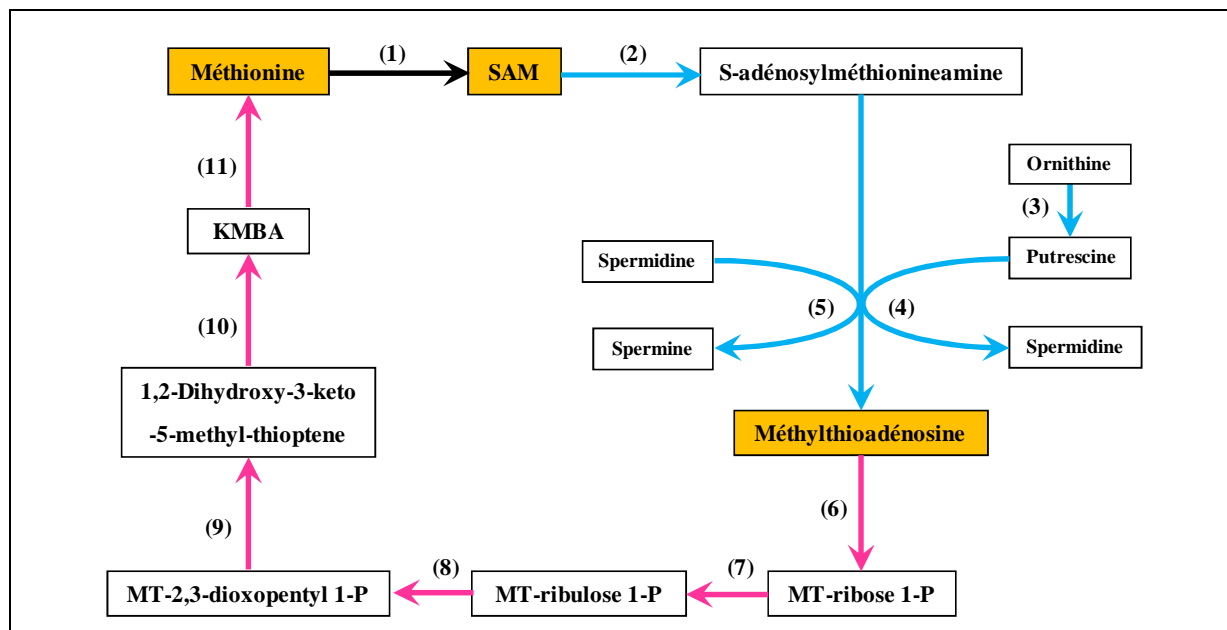 (1)
(2)
Méthionine
SAM
S-adénosylméthionineamine
(11)
Ornithine
(3)
KMBA
Spermidine
Putrescine
(10)
(5)
(4)
Spermine
Spermidine
1,2-Dihydroxy-3-keto
-5-methyl-thioptene
Méthylthioadénosine
(6)
(9)
(8)
(7)
MT-2,3-dioxopentyl 1-P
MT-ribulose 1-P
MT-ribose 1-P